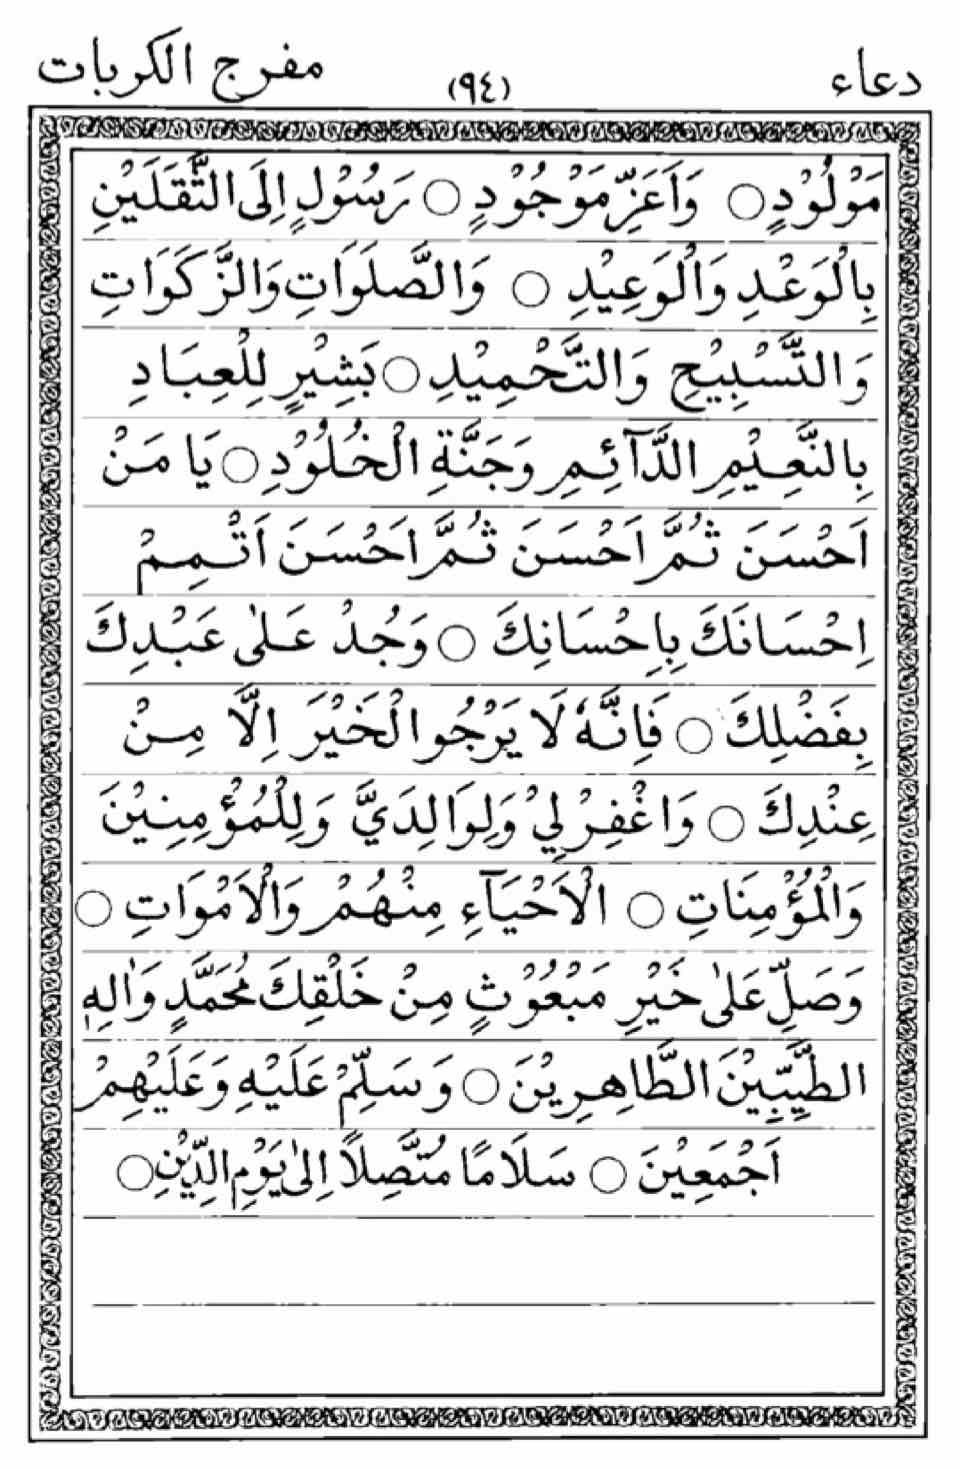 دعاء (٩٤) مفرج الكربات
مَوْلُوْدٍ ○ وَاَعَزِّ مَوْجُوْدٍ ○ رَسُوْلٍ اِلَى الثَّقَلَيْنِ
بِالْوَعْدِ وَالْوَعِيْدِ ○ وَالصَّلَوَاتِ وَالزَّكَوَاتِ
وَالتَّسْبِيْحِ وَالتَّحْمِيْدِ ○ بَشِيْرٍ لِلْعِبَادِ
بِالنَّعِيْمِ الدَّآئِمِ وَجَنَّةِ الْخُلُوْدِ ○ يَا مَنْ
اَحْسَنَ ثُمَّ اَحْسَنَ ثُمَّ اَحْسَنَ اَتْمِمْ
اِحْسَانَكَ بِاِحْسَانِكَ ○ وَجُدْ عَلٰى عَبْدِكَ
بِفَضْلِكَ ○ فَاِنَّهٗ لَا يَرْجُو الْخَيْرَ اِلَّا مِنْ
عِنْدِكَ ○ وَاغْفِرْ لِيْ وَلِوَالِدَيَّ وَلِلْمُؤْمِنِيْنَ
وَالْمُؤْمِنَاتِ ○ الْاَحْيَآءِ مِنْهُمْ وَالْاَمْوَاتِ ○
وَصَلِّ عَلٰى خَيْرِ مَبْعُوْثٍ مِنْ خَلْقِكَ مُحَمَّدٍ وَاٰلِهِ
الطَّيِّبِيْنَ الطَّاهِرِيْنَ ○ وَسَلِّمْ عَلَيْهِ وَعَلَيْهِمْ
اَجْمَعِيْنَ ○ سَلَامًا مُتَّصِلًا اِلٰى يَوْمِ الدِّيْنِ ○